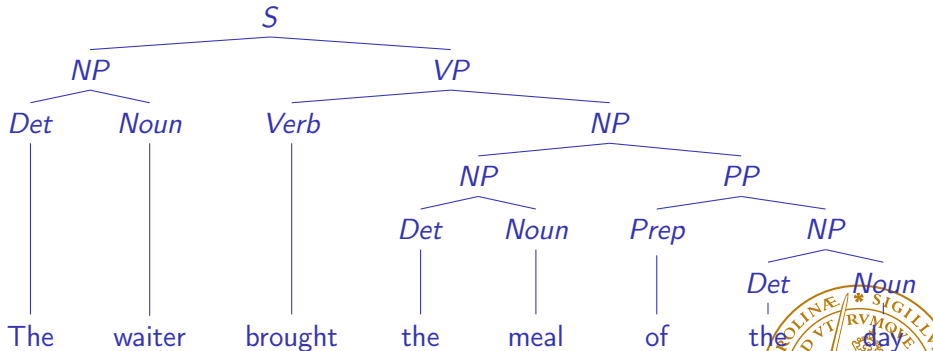 S
NP VP
Det Noun Verb NP
NP PP
Det Noun Prep NP
Det Noun
The waiter brought the meal of the day